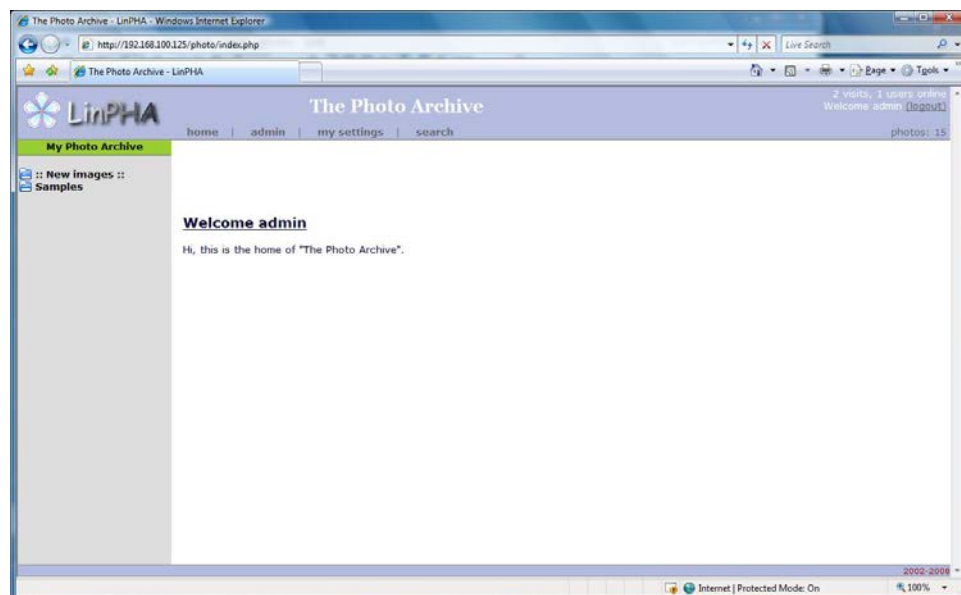 The Photo Archive - LinPHA - Windows Internet Explorer
http://192.168.100.125/photo/index.php
Live Search
The Photo Archive - LinPHA
Page
Tools
LinPHA
The Photo Archive
2 visits, 1 users online
Welcome admin (logout)
home | admin | my settings | search
photos: 15
My Photo Archive
:: New images ::
Samples
Welcome admin
Hi, this is the home of "The Photo Archive".
2002-2008
Internet | Protected Mode: On
100%